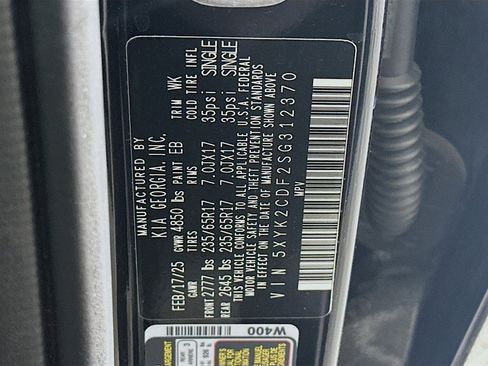 MANUFACTURED BY
KIA GEORGIA, INC.
FEB/17/25 GVWR 4850 lbs PAINT EB TRIM WK
GAWR TIRES RIMS COLD TIRE INFL
FRONT 2777 lbs 235/65R17 7.0JX17 35psi SINGLE
REAR 2645 lbs 235/65R17 7.0JX17 35psi SINGLE
THIS VEHICLE CONFORMS TO ALL APPLICABLE U.S.A. FEDERAL
MOTOR VEHICLE SAFETY AND THEFT PREVENTION STANDARDS
IN EFFECT ON THE DATE OF MANUFACTURE SHOWN ABOVE
VIN 5XYK2CDF2SG312370
MPV
W400